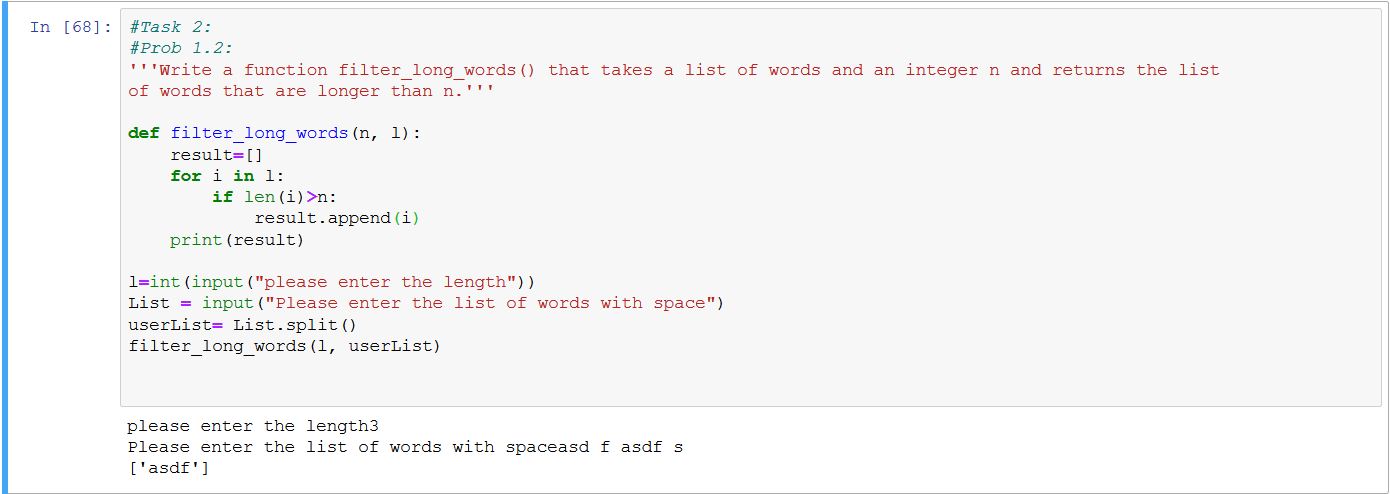 In [68]:
#Task 2:
#Prob 1.2:
'''Write a function filter_long_words() that takes a list of words and an integer n and returns the list
of words that are longer than n.'''
def filter_long_words(n, l):
    result=[]
    for i in l:
        if len(i)>n:
            result.append(i)
    print(result)
l=int(input("please enter the length"))
List = input("Please enter the list of words with space")
userList= List.split()
filter_long_words(l, userList)
please enter the length3
Please enter the list of words with spaceasd f asdf s
['asdf']